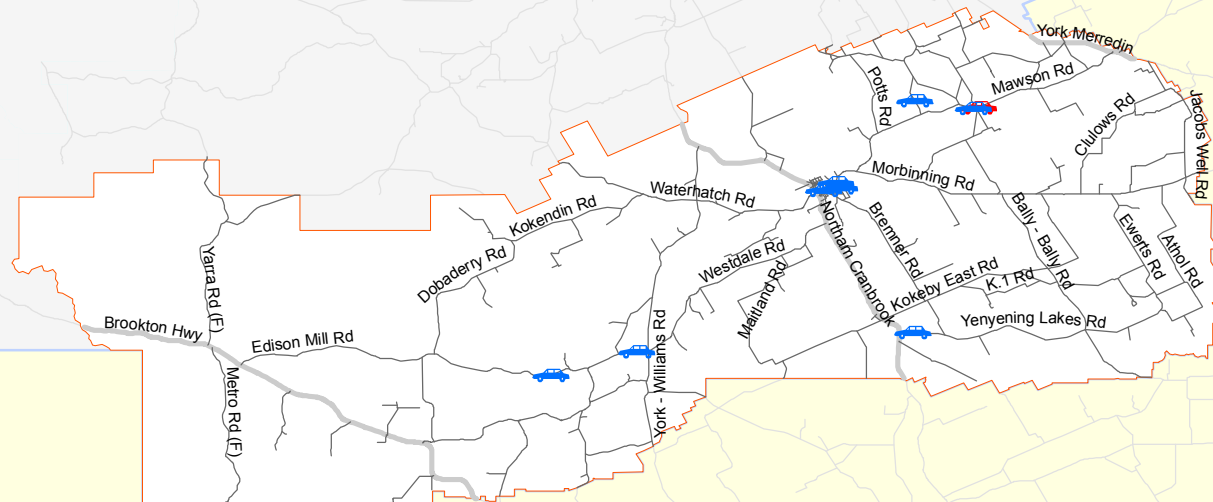 York Merredin
Mawson Rd
Potts Rd
Jacobs Well Rd
Clulows Rd
Morbinning Rd
Waterhatch Rd
Kokendin Rd
Northam Cranbrook
Bremner Rd
Bally - Bally Rd
Ewerts Rd
Athol Rd
Yarra Rd (F)
Dobaderry Rd
Westdale Rd
Maitland Rd
Kokeby East Rd
K.1 Rd
Brookton Hwy
Edison Mill Rd
York - Williams Rd
Yenyening Lakes Rd
Metro Rd (F)